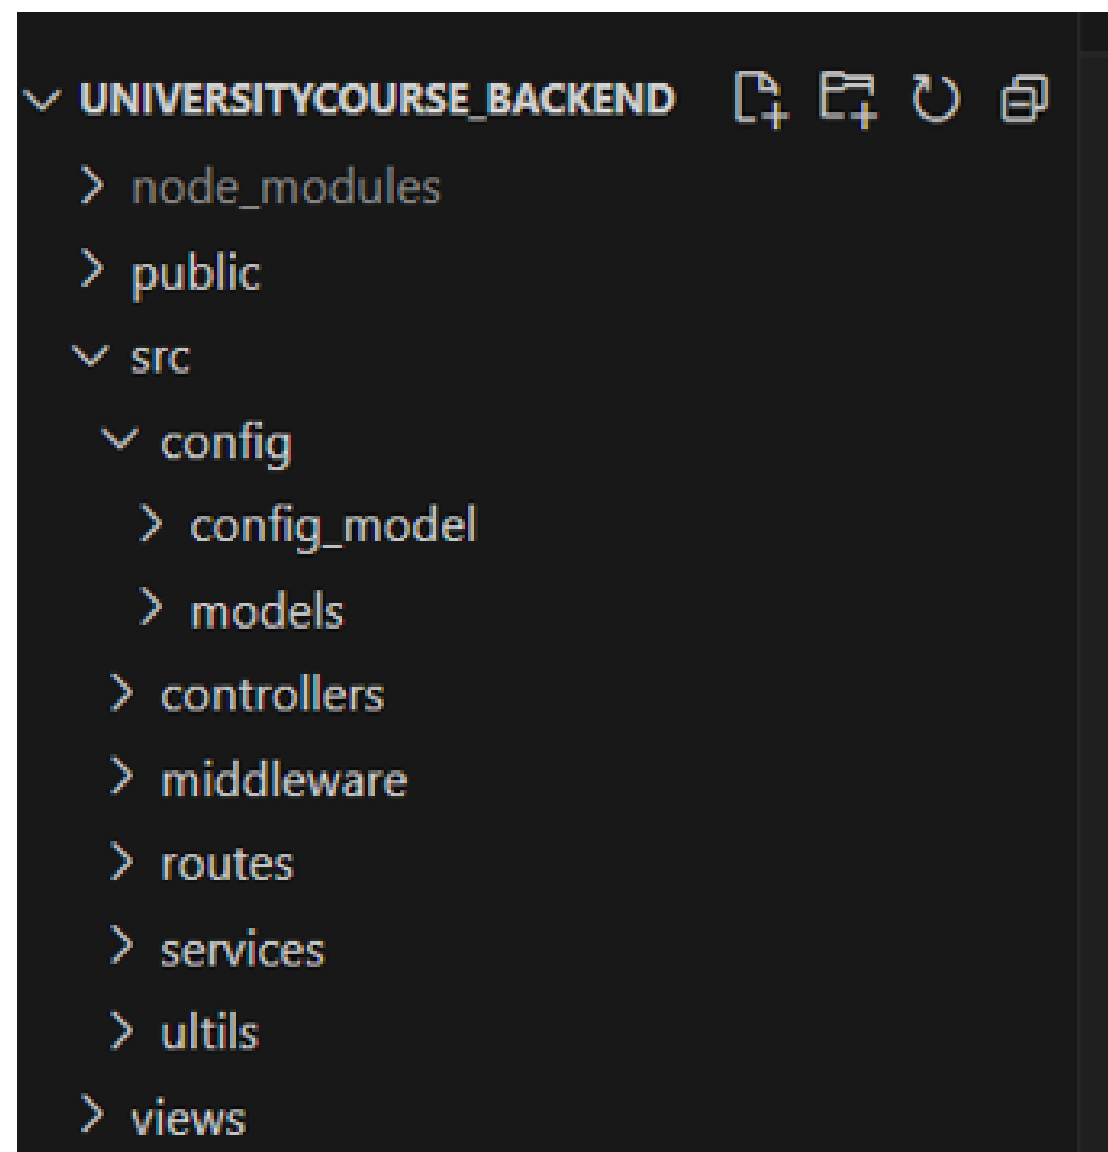 UNIVERSITYCOURSE_BACKEND
node_modules
public
src
config
config_model
models
controllers
middleware
routes
services
ultils
views